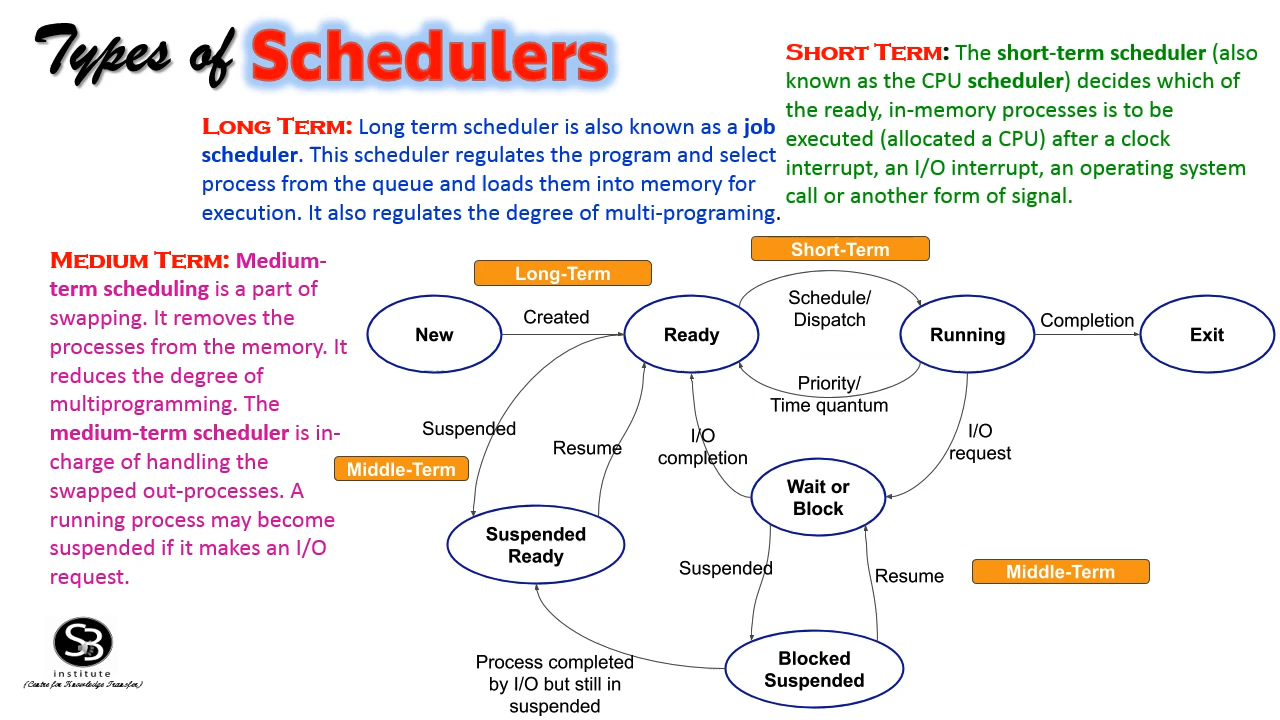 Types of Schedulers
SHORT TERM: The short-term scheduler (also
known as the CPU scheduler) decides which of
the ready, in-memory processes is to be
executed (allocated a CPU) after a clock
interrupt, an I/O interrupt, an operating system
call or another form of signal.
LONG TERM: Long term scheduler is also known as a job
scheduler. This scheduler regulates the program and select
process from the queue and loads them into memory for
execution. It also regulates the degree of multi-programing.
MEDIUM TERM: Medium-
term scheduling is a part of
swapping. It removes the
processes from the memory. It
reduces the degree of
multiprogramming. The
medium-term scheduler is in-
charge of handling the
swapped out-processes. A
running process may become
suspended if it makes an I/O
request.
Long-Term
Short-Term
New
Created
Ready
Schedule/
Dispatch
Running
Completion
Exit
Priority/
Time quantum
Suspended
Resume
I/O
completion
I/O
request
Middle-Term
Wait or
Block
Suspended
Ready
Suspended
Resume
Middle-Term
Blocked
Suspended
Process completed
by I/O but still in
suspended
SB
institute
(Centre for Knowledge Transfer)